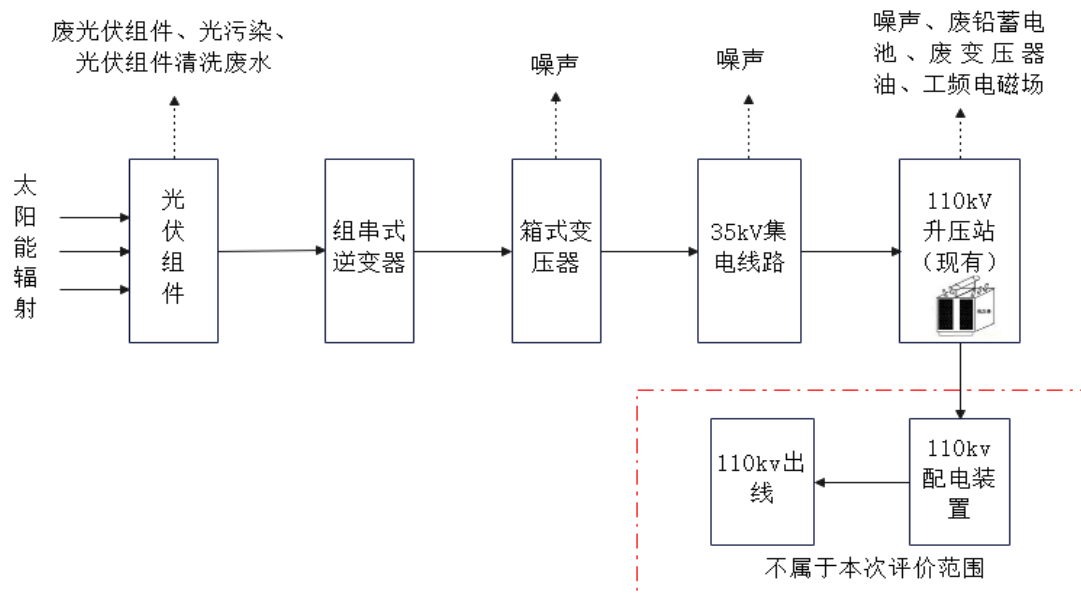 废光伏组件、光污染、
光伏组件清洗废水
噪声
噪声
噪声、废铅蓄电
池、废变压器
油、工频电磁场
太
阳
能
辐
射
光
伏
组
件
组串式
逆变器
箱式变
压器
35kV集
电线路
110kV
升压站
（现有）
110kv出
线
110kv
配电装
置
不属于本次评价范围